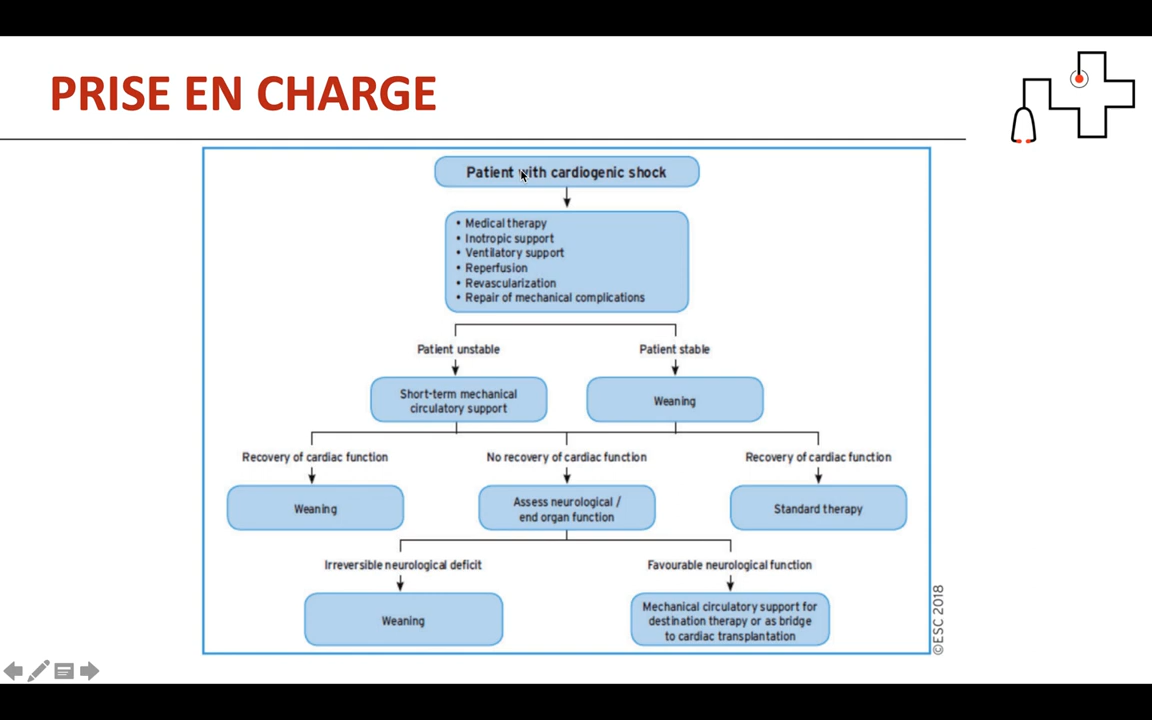 PRISE EN CHARGE
Patient with cardiogenic shock
• Medical therapy
• Inotropic support
• Ventilatory support
• Reperfusion
• Revascularization
• Repair of mechanical complications
Patient unstable
Patient stable
Short-term mechanical
circulatory support
Weaning
Recovery of cardiac function
No recovery of cardiac function
Recovery of cardiac function
Weaning
Assess neurological /
end organ function
Standard therapy
Irreversible neurological deficit
Favourable neurological function
Weaning
Mechanical circulatory support for
destination therapy or as bridge
to cardiac transplantation
©ESC 2018